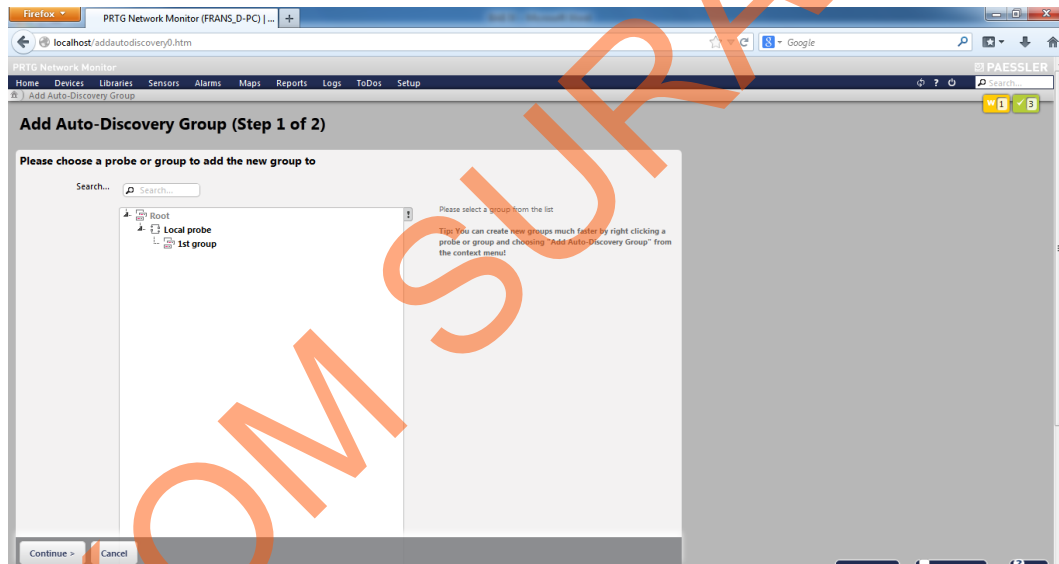 Firefox
PRTG Network Monitor (FRANS_D-PC) | ...
localhost/addautodiscovery0.htm
Google
PRTG Network Monitor
PAESSLER
Home Devices Libraries Sensors Alarms Maps Reports Logs ToDos Setup
? Search...
Add Auto-Discovery Group
W 1 3
Add Auto-Discovery Group (Step 1 of 2)
Please choose a probe or group to add the new group to
Search... Search...
Root
Local probe
1st group
Please select a group from the list
Tip: You can create new groups much faster by right clicking a
probe or group and choosing "Add Auto-Discovery Group" from
the context menu!
Continue > Cancel
OM SURA